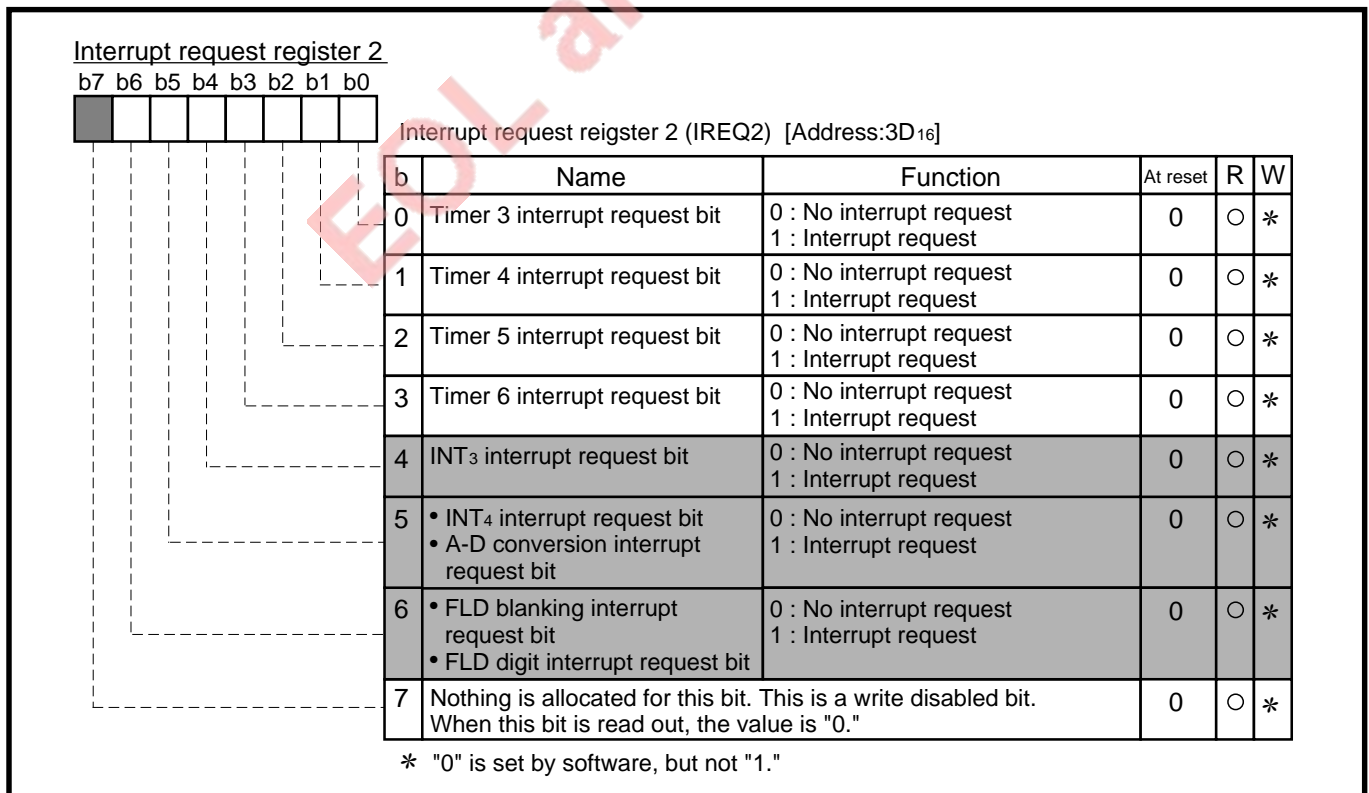 EOL an
Interrupt request register 2
b7 b6 b5 b4 b3 b2 b1 b0
Interrupt request reigster 2 (IREQ2) [Address:3D16]
b Name Function At reset R W
0 Timer 3 interrupt request bit 0 : No interrupt request 0 ○ *
1 : Interrupt request
1 Timer 4 interrupt request bit 0 : No interrupt request 0 ○ *
1 : Interrupt request
2 Timer 5 interrupt request bit 0 : No interrupt request 0 ○ *
1 : Interrupt request
3 Timer 6 interrupt request bit 0 : No interrupt request 0 ○ *
1 : Interrupt request
4 INT3 interrupt request bit 0 : No interrupt request 0 ○ *
1 : Interrupt request
5 • INT4 interrupt request bit 0 : No interrupt request 0 ○ *
• A-D conversion interrupt 1 : Interrupt request
request bit
6 • FLD blanking interrupt 0 : No interrupt request 0 ○ *
request bit 1 : Interrupt request
• FLD digit interrupt request bit
7 Nothing is allocated for this bit. This is a write disabled bit. 0 ○ *
When this bit is read out, the value is "0."
* "0" is set by software, but not "1."